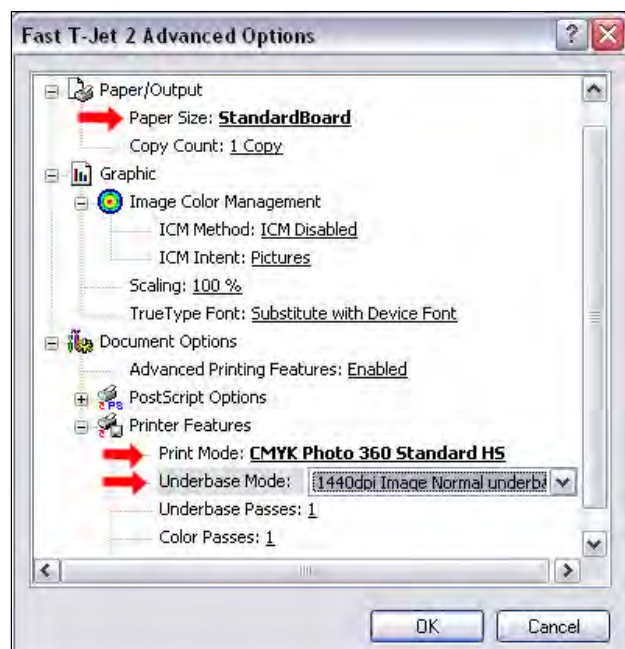 Fast T-Jet 2 Advanced Options
Paper/Output
Paper Size: StandardBoard
Copy Count: 1 Copy
Graphic
Image Color Management
ICM Method: ICM Disabled
ICM Intent: Pictures
Scaling: 100 %
TrueType Font: Substitute with Device Font
Document Options
Advanced Printing Features: Enabled
PostScript Options
Printer Features
Print Mode: CMYK Photo 360 Standard HS
Underbase Mode: 1440dpi Image Normal underba
Underbase Passes: 1
Color Passes: 1
OK Cancel